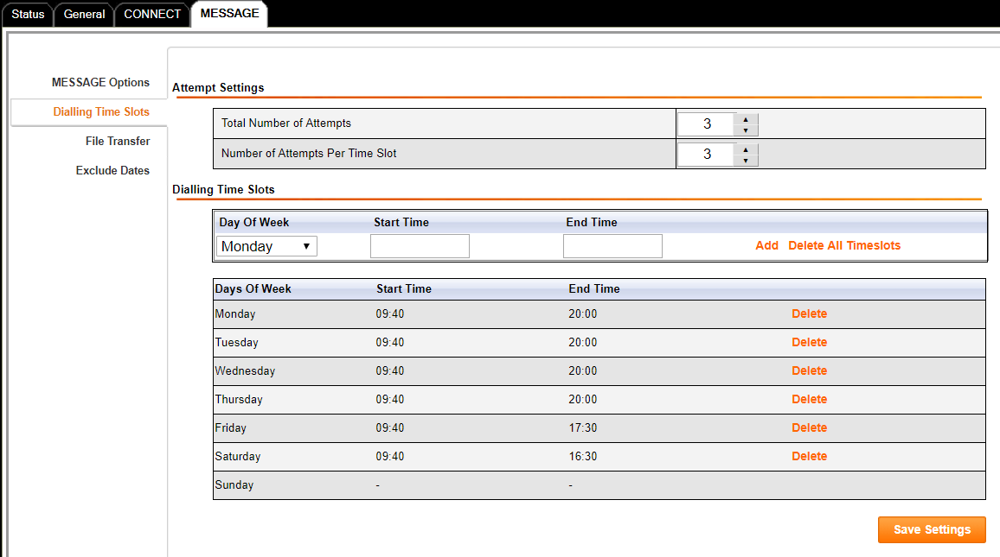 Status General CONNECT MESSAGE
MESSAGE Options
Dialling Time Slots
File Transfer
Exclude Dates
Attempt Settings
Total Number of Attempts 3
Number of Attempts Per Time Slot 3
Dialling Time Slots
Day Of Week Start Time End Time
Monday Add Delete All Timeslots
Days Of Week Start Time End Time
Monday 09:40 20:00 Delete
Tuesday 09:40 20:00 Delete
Wednesday 09:40 20:00 Delete
Thursday 09:40 20:00 Delete
Friday 09:40 17:30 Delete
Saturday 09:40 16:30 Delete
Sunday - -
Save Settings